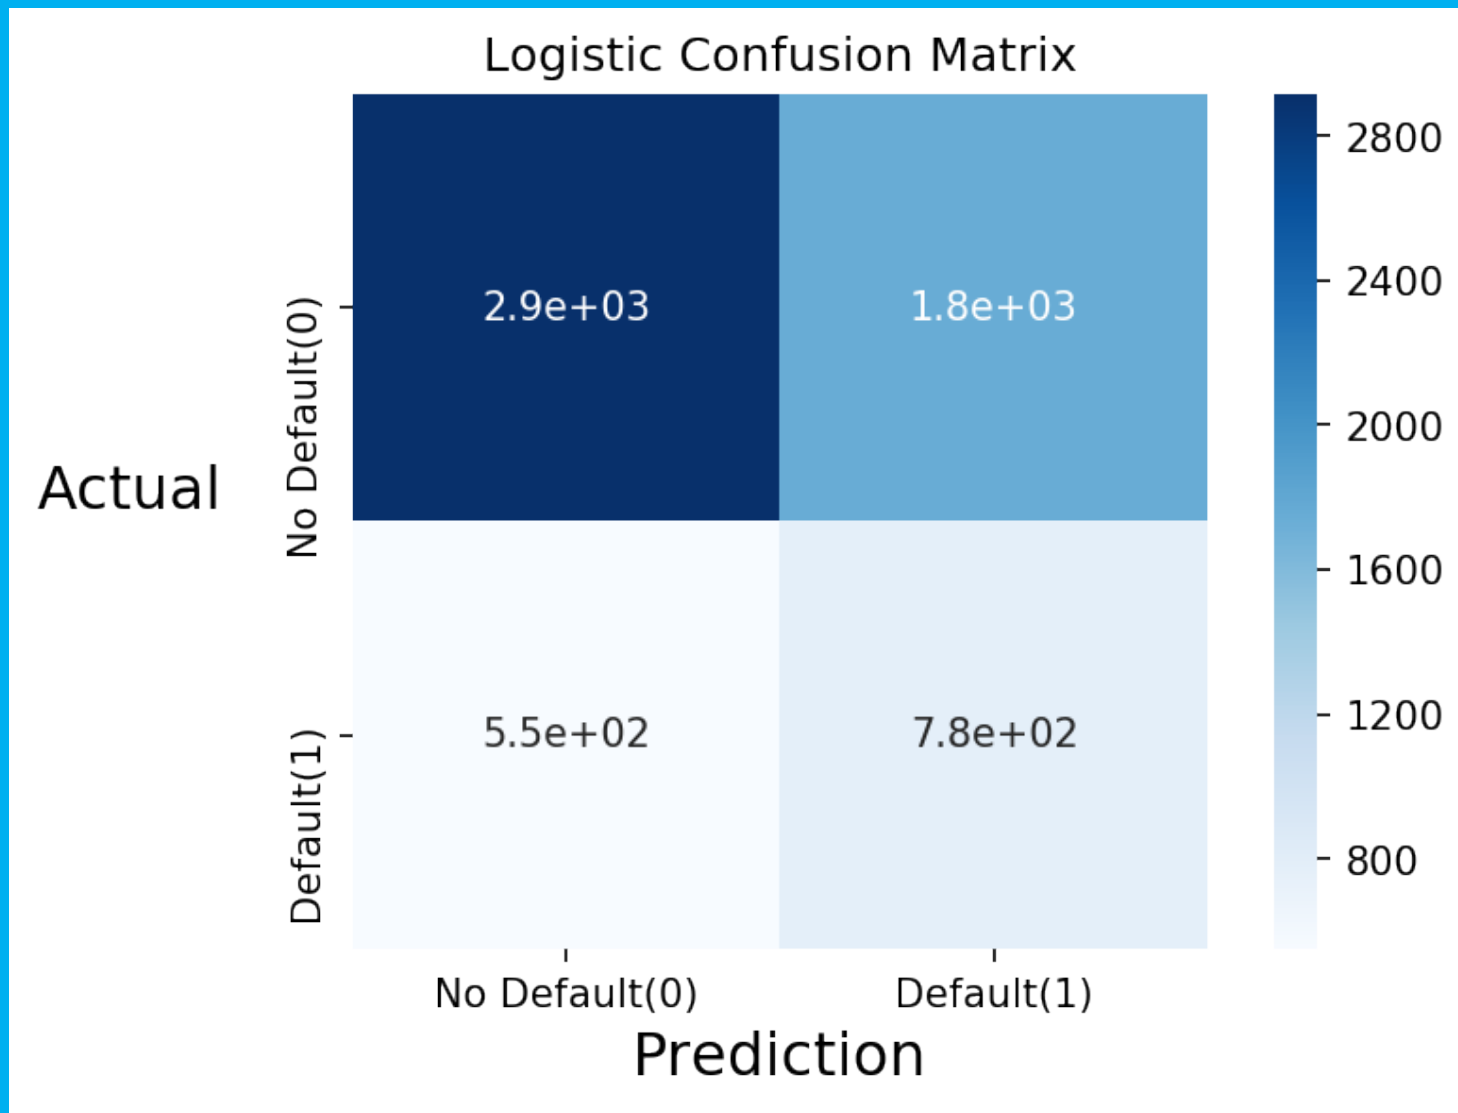 Logistic Confusion Matrix
Actual
No Default(0)
Default(1)
2.9e+03
1.8e+03
5.5e+02
7.8e+02
No Default(0)
Default(1)
Prediction
2800
2400
2000
1600
1200
800